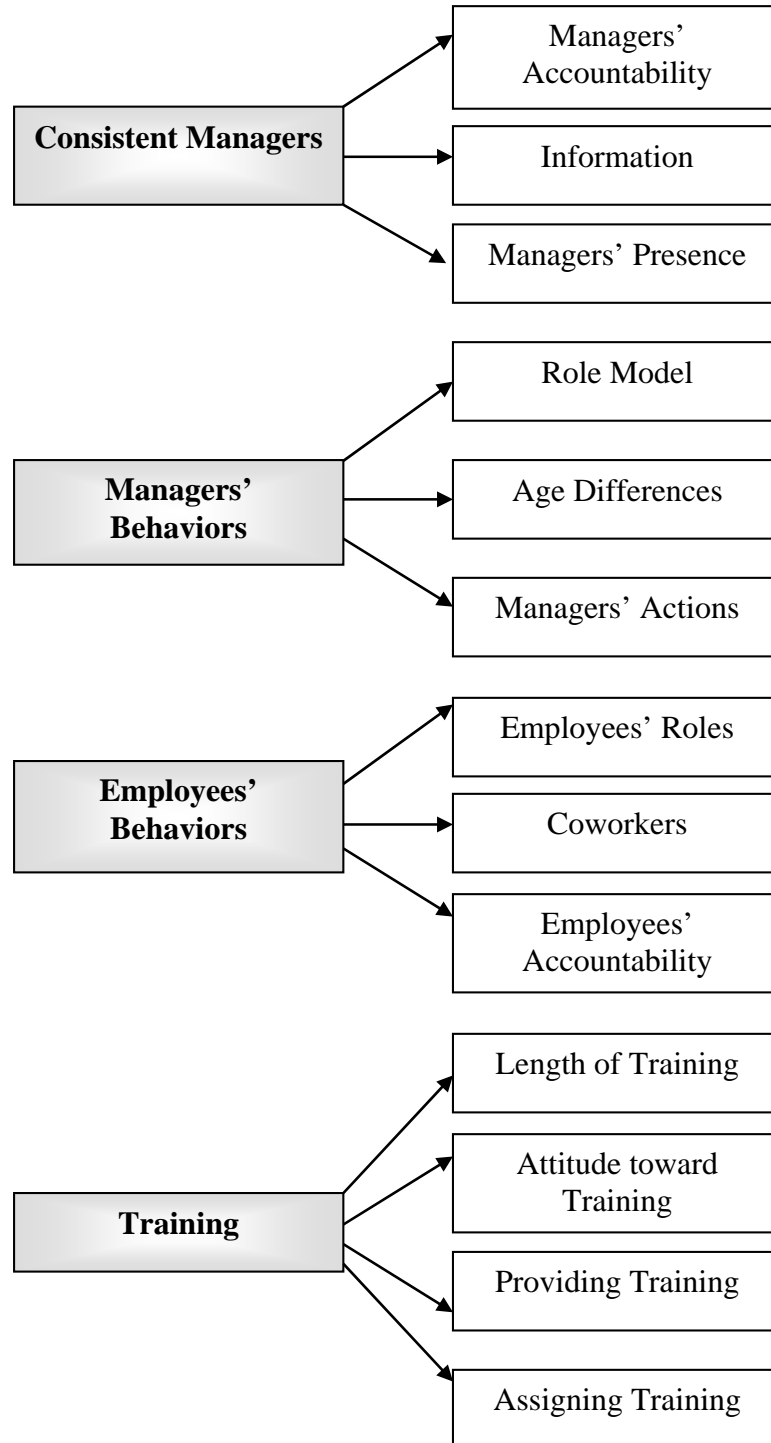 Consistent Managers
Managers’
Accountability
Information
Managers’ Presence
Managers’
Behaviors
Role Model
Age Differences
Managers’ Actions
Employees’
Behaviors
Employees’ Roles
Coworkers
Employees’
Accountability
Training
Length of Training
Attitude toward
Training
Providing Training
Assigning Training